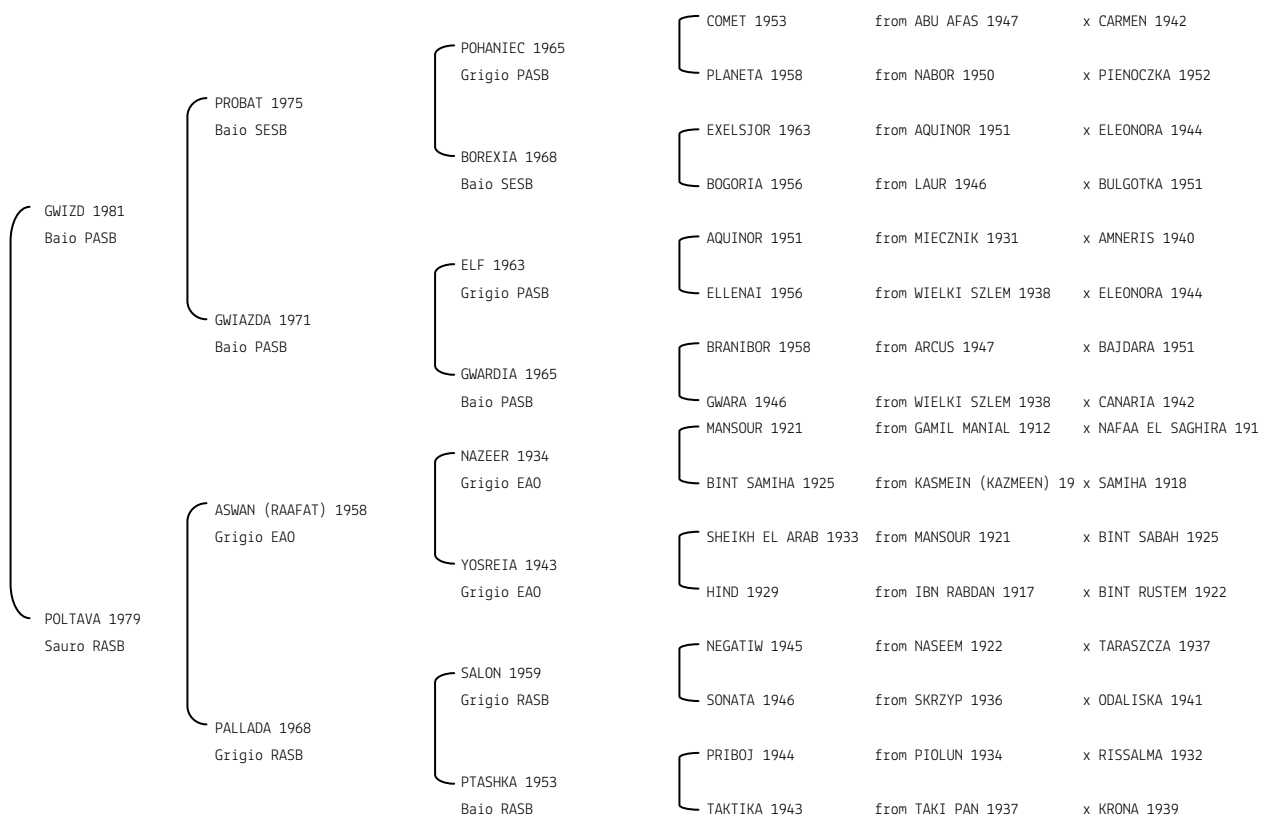 COMET 1953 from ABU AFAS 1947 x CARMEN 1942
POHANIEC 1965
Grigio PASB
PLANETA 1958 from NABOR 1950 x PIENOCZKA 1952
PROBAT 1975
Baio SESB
EXELSJOR 1963 from AQUINOR 1951 x ELEONORA 1944
BOREXIA 1968
Baio SESB
BOGORIA 1956 from LAUR 1946 x BULGOTKA 1951
GWIZD 1981
Baio PASB
AQUINOR 1951 from MIECZNIK 1931 x AMNERIS 1940
ELF 1963
Grigio PASB
ELLENAI 1956 from WIELKI SZLEM 1938 x ELEONORA 1944
GWIAZDA 1971
Baio PASB
BRANIBOR 1958 from ARCUS 1947 x BAJDARA 1951
GWARDIA 1965
Baio PASB
GWARA 1946 from WIELKI SZLEM 1938 x CANARIA 1942
MANSOUR 1921 from GAMIL MANIAL 1912 x NAFAA EL SAGHIRA 191
NAZEER 1934
Grigio EAO
BINT SAMIHA 1925 from KASMEIN (KAZMEEN) 19 x SAMIHA 1918
ASWAN (RAAFAT) 1958
Grigio EAO
SHEIKH EL ARAB 1933 from MANSOUR 1921 x BINT SABAH 1925
YOSREIA 1943
Grigio EAO
HIND 1929 from IBN RABDAN 1917 x BINT RUSTEM 1922
POLTAVA 1979
Sauro RASB
NEGATIW 1945 from NASEEM 1922 x TARASZCZA 1937
SALON 1959
Grigio RASB
SONATA 1946 from SKRZYP 1936 x ODALISKA 1941
PALLADA 1968
Grigio RASB
PRIBOJ 1944 from PIOLUN 1934 x RISSALMA 1932
PTASHKA 1953
Baio RASB
TAKTIKA 1943 from TAKI PAN 1937 x KRONA 1939